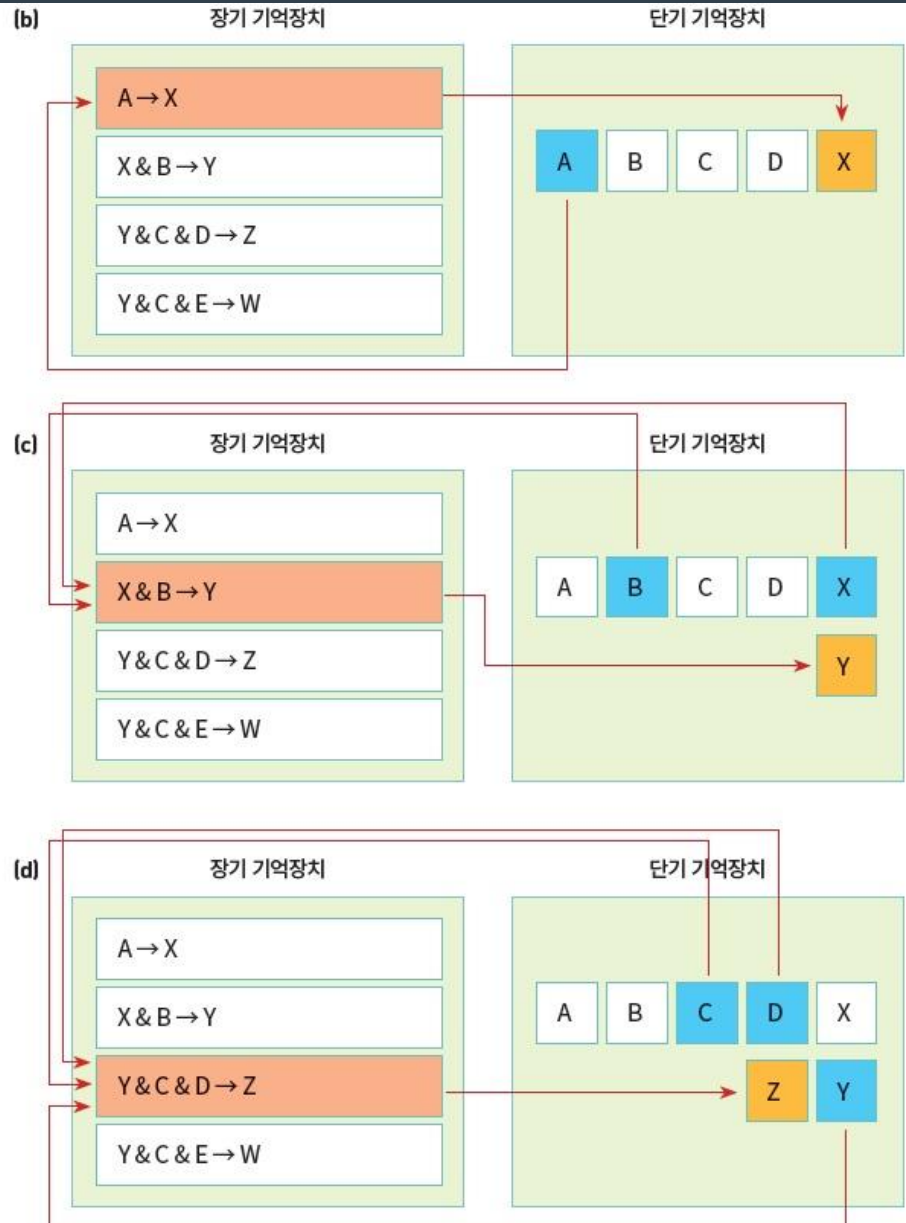 (b) 장기 기억장치 단기 기억장치
A→X
X&B→Y
Y&C&D→Z
Y&C&E→W
A B C D X
(c) 장기 기억장치 단기 기억장치
A→X
X&B→Y
Y&C&D→Z
Y&C&E→W
A B C D X
Y
(d) 장기 기억장치 단기 기억장치
A→X
X&B→Y
Y&C&D→Z
Y&C&E→W
A B C D X
Z Y